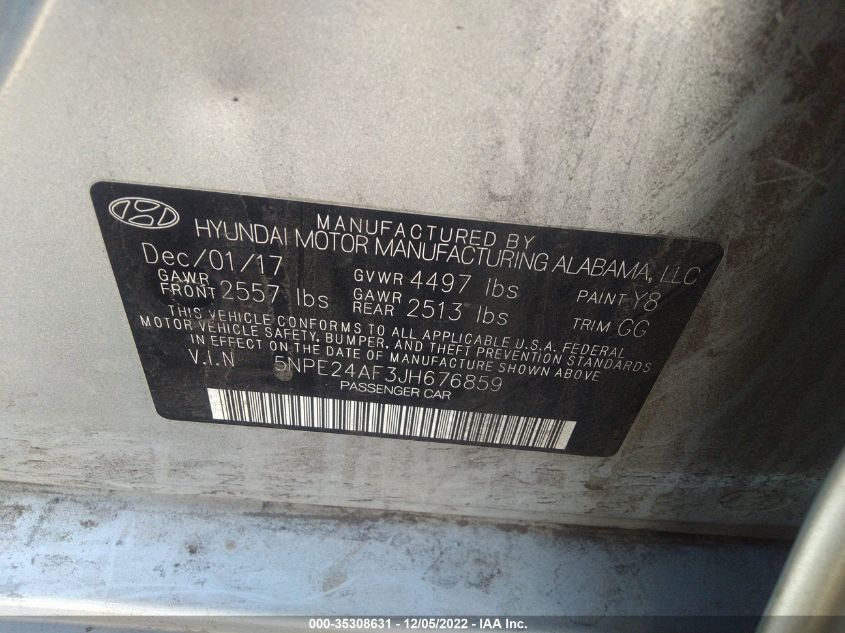 MANUFACTURED BY
HYUNDAI MOTOR MANUFACTURING ALABAMA, LLC
Dec/01/17 GVWR 4497 lbs PAINT Y8
GAWR FRONT 2557 lbs GAWR REAR 2513 lbs TRIM GG
THIS VEHICLE CONFORMS TO ALL APPLICABLE U.S.A. FEDERAL
MOTOR VEHICLE SAFETY, BUMPER, AND THEFT PREVENTION STANDARDS
IN EFFECT ON THE DATE OF MANUFACTURE SHOWN ABOVE
V.I.N 5NPE24AF3JH676859
PASSENGER CAR
000-35308631 - 12/05/2022 - IAA Inc.